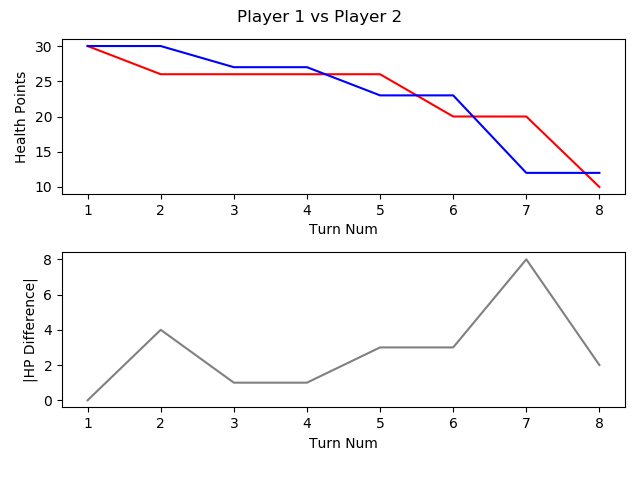 Player 1 vs Player 2
30
25
20
15
10
Health Points
1 2 3 4 5 6 7 8
Turn Num
8
6
4
2
0
|HP Difference|
1 2 3 4 5 6 7 8
Turn Num